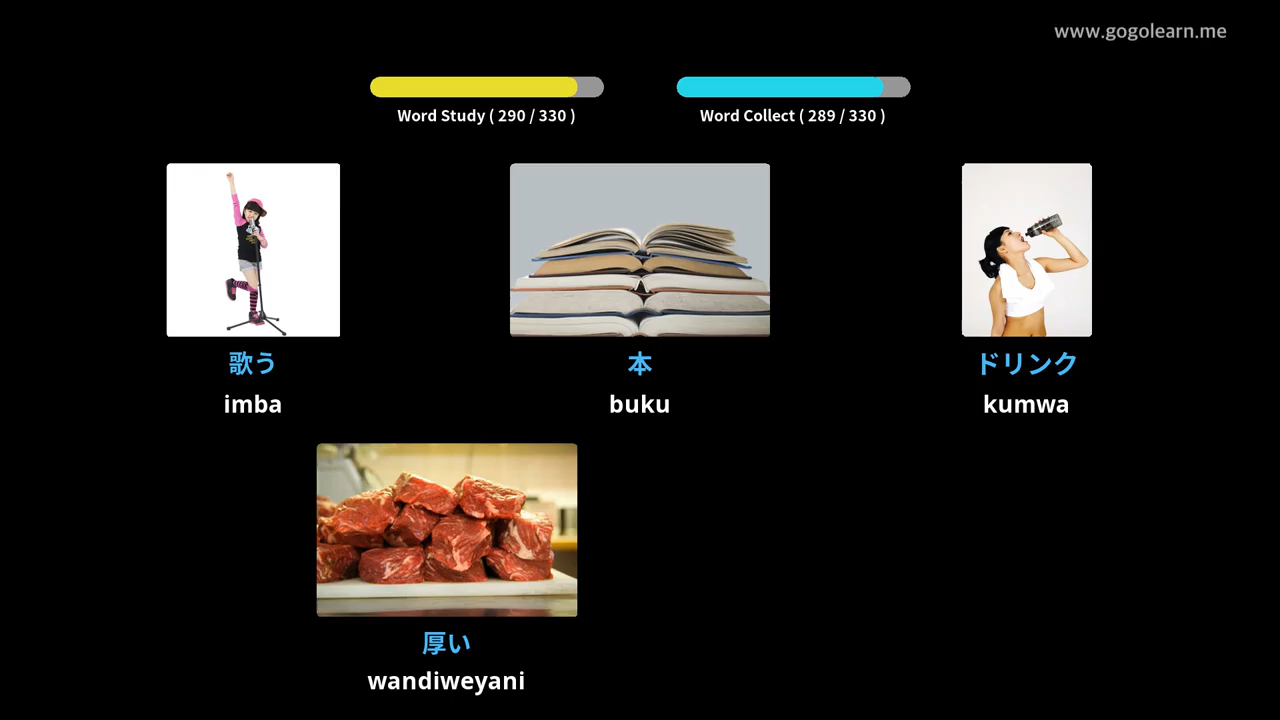 www.gogolearn.me
Word Study ( 290 / 330 )
Word Collect ( 289 / 330 )
歌う
imba
本
buku
ドリンク
kumwa
厚い
wandiweyani